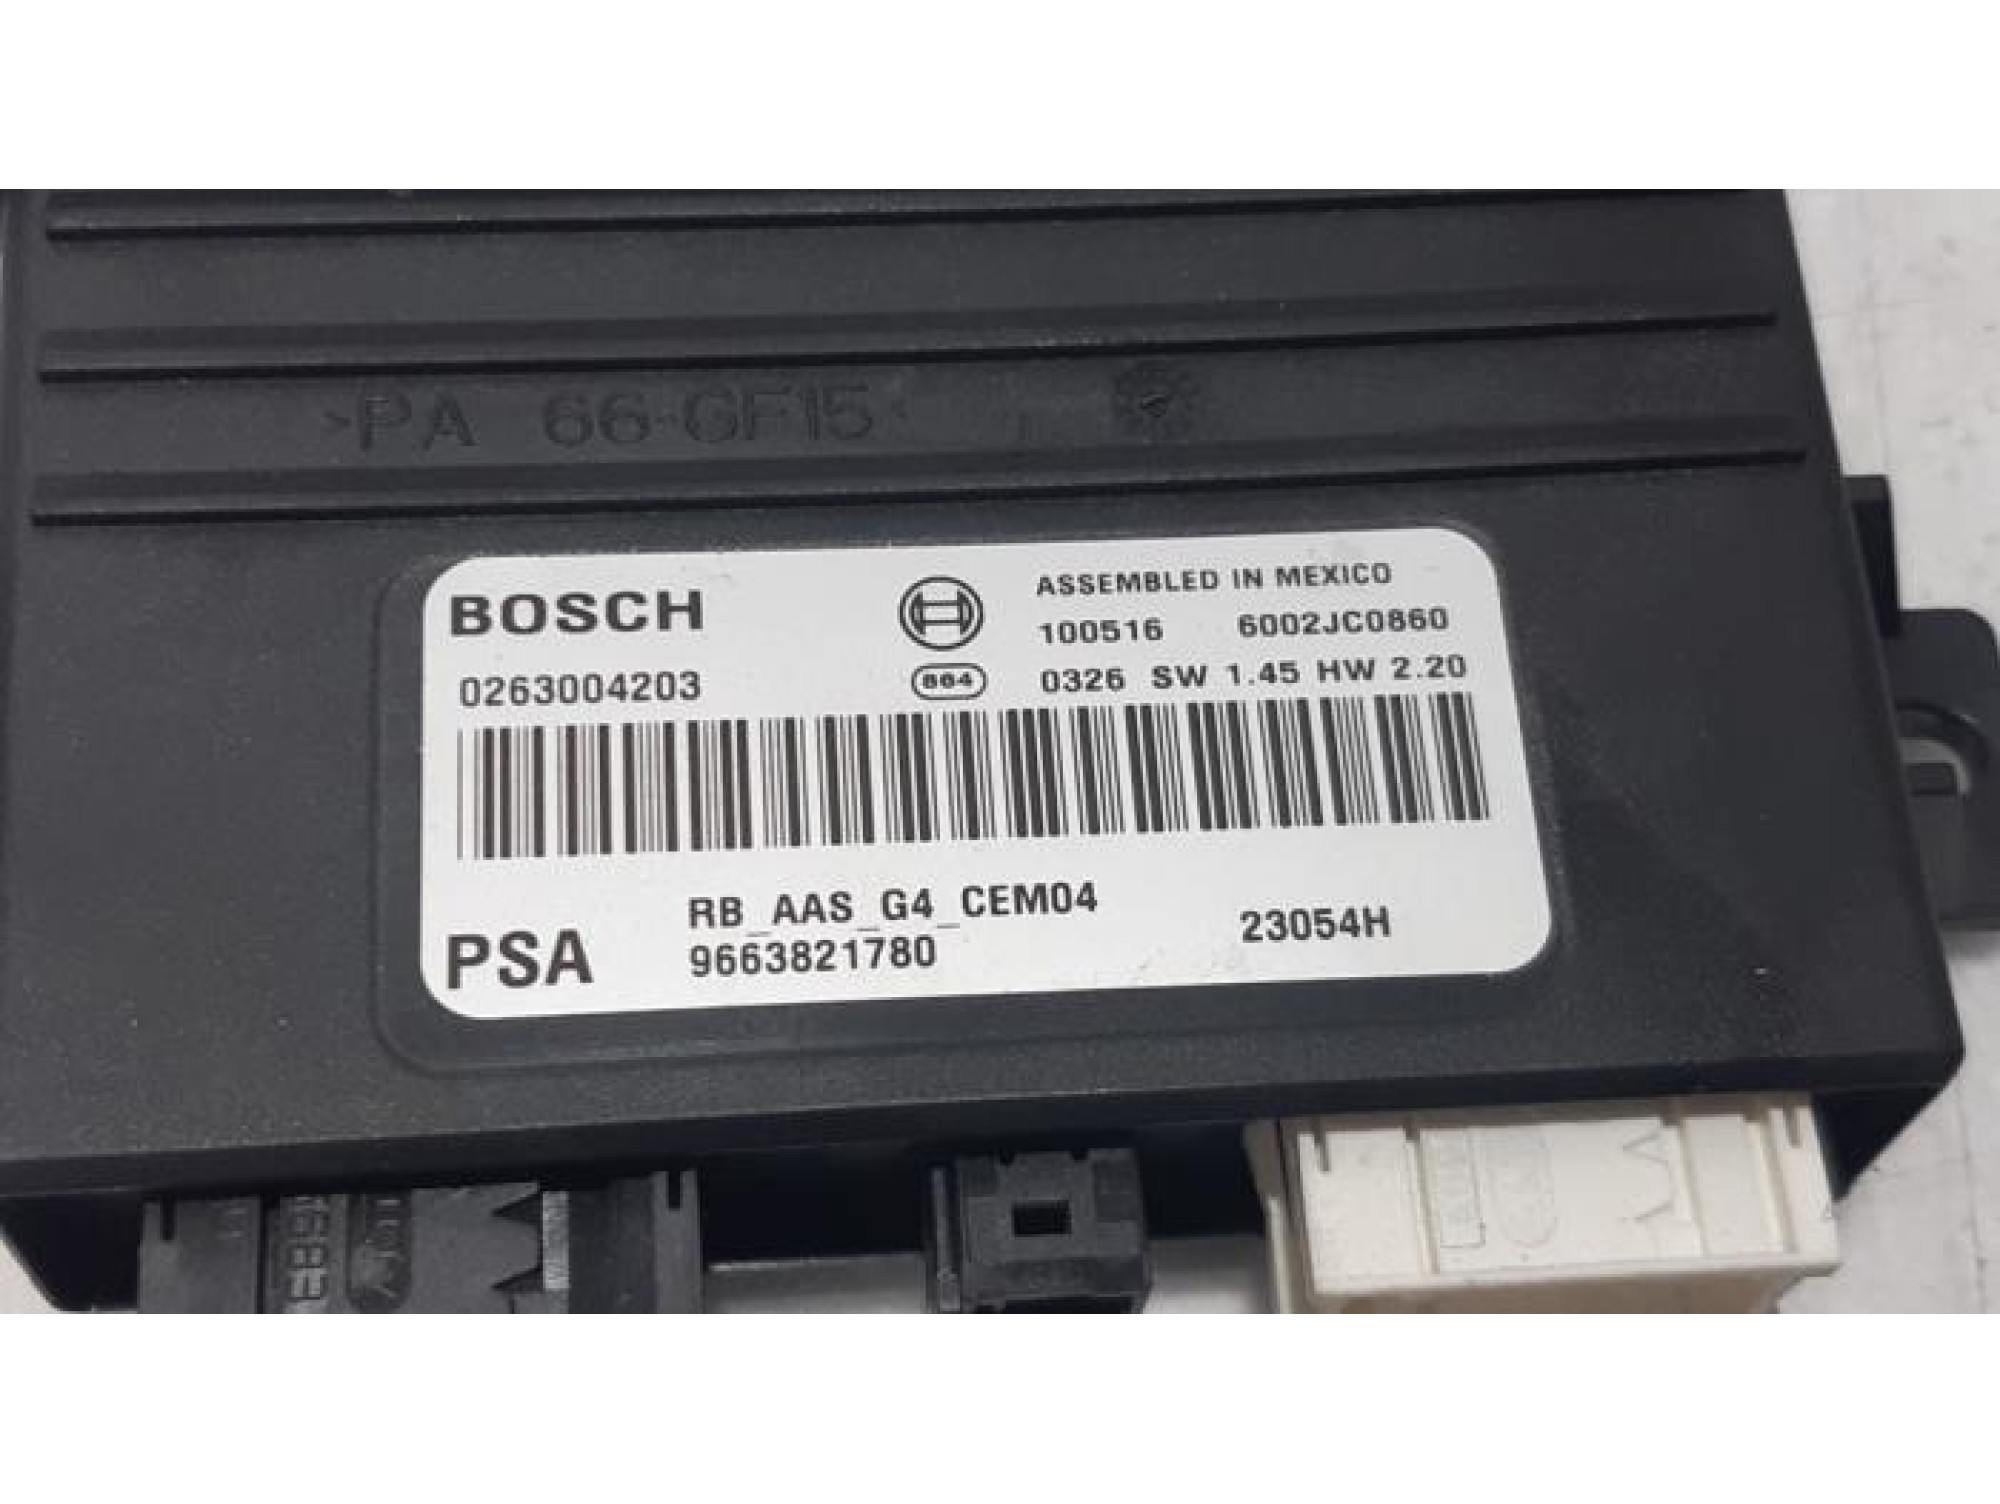 >PA 66-GF15<
BOSCH
ASSEMBLED IN MEXICO
100516 6002JC0860
0263004203
664 0326 SW 1.45 HW 2.20
RB_AAS_G4_CEM04
PSA 9663821780 23054H